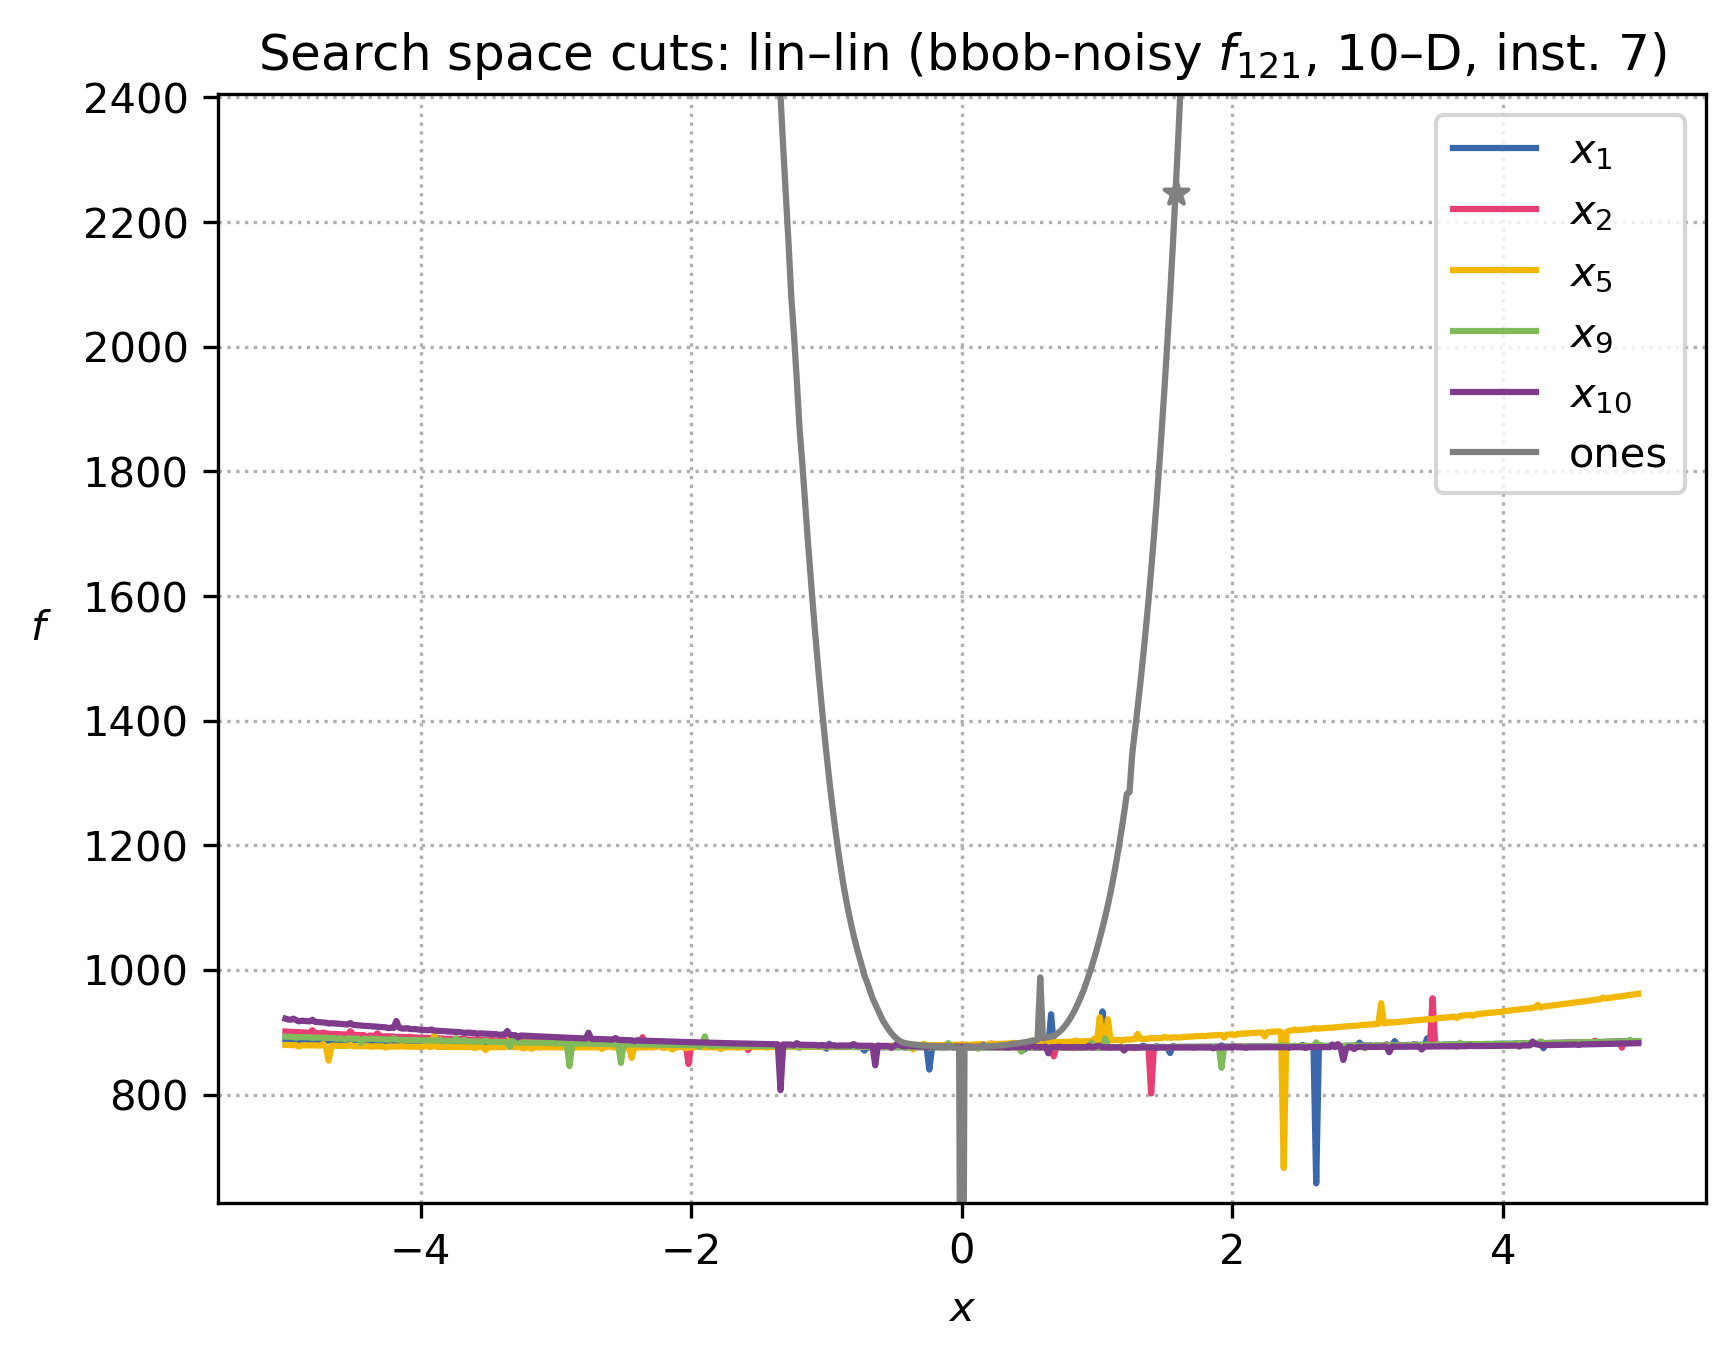 Search space cuts: lin–lin (bbob-noisy f₁₂₁, 10–D, inst. 7)
2400
2200
2000
1800
1600
1400
1200
1000
800
f
x₁
x₂
x₅
x₉
x₁₀
ones
−4
−2
0
2
4
x